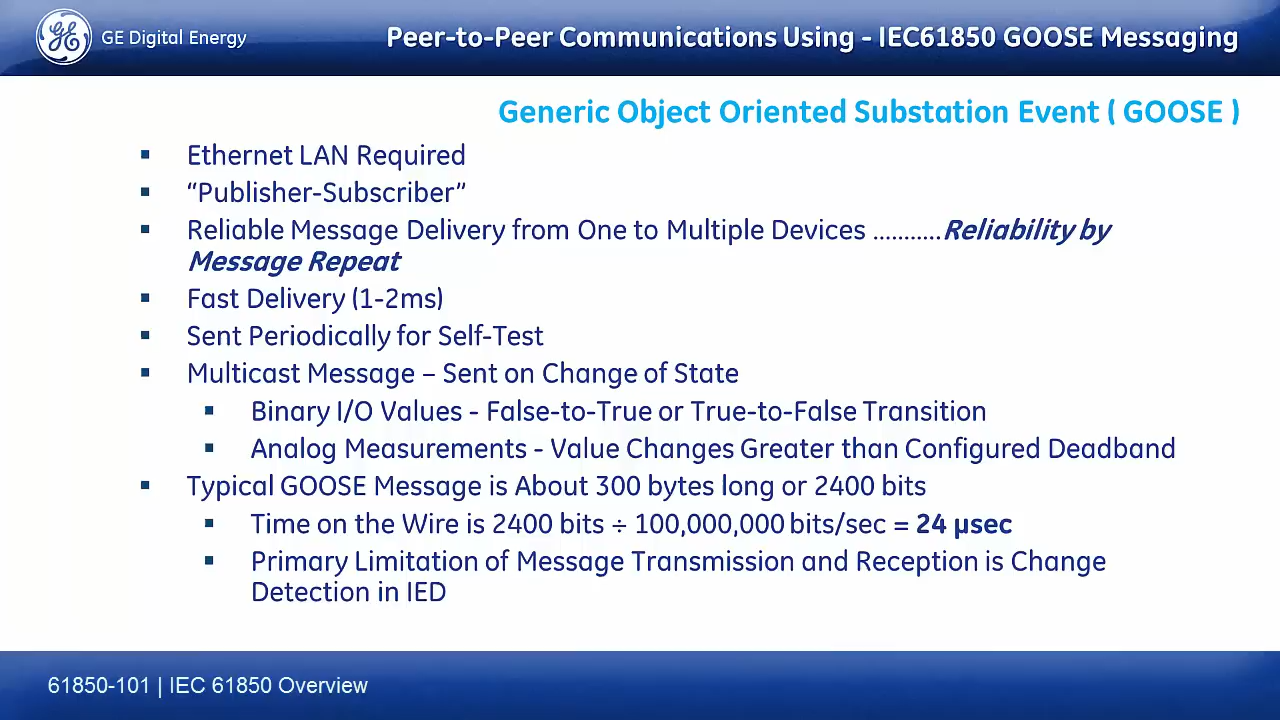 GE Digital Energy
Peer-to-Peer Communications Using - IEC61850 GOOSE Messaging
Generic Object Oriented Substation Event ( GOOSE )
▪ Ethernet LAN Required
▪ “Publisher-Subscriber”
▪ Reliable Message Delivery from One to Multiple Devices ...........Reliability by
Message Repeat
▪ Fast Delivery (1-2ms)
▪ Sent Periodically for Self-Test
▪ Multicast Message – Sent on Change of State
▪ Binary I/O Values - False-to-True or True-to-False Transition
▪ Analog Measurements - Value Changes Greater than Configured Deadband
▪ Typical GOOSE Message is About 300 bytes long or 2400 bits
▪ Time on the Wire is 2400 bits ÷ 100,000,000 bits/sec = 24 µsec
▪ Primary Limitation of Message Transmission and Reception is Change
Detection in IED
61850-101 | IEC 61850 Overview